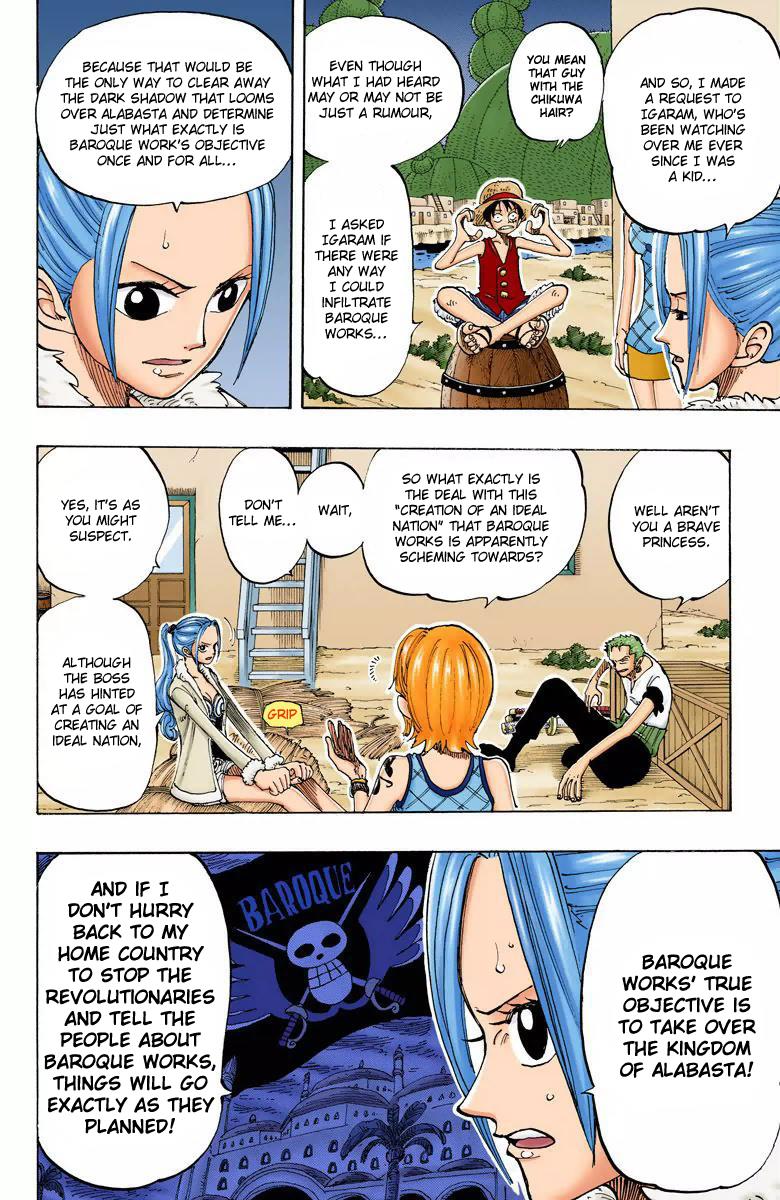 AND SO, I MADE
A REQUEST TO
IGARAM, WHO'S
BEEN WATCHING
OVER ME EVER
SINCE I WAS
A KID...
YOU MEAN
THAT GUY
WITH THE
CHIKUWA
HAIR?
EVEN THOUGH
WHAT I HAD HEARD
MAY OR MAY NOT BE
JUST A RUMOUR,
I ASKED
IGARAM IF
THERE WERE
ANY WAY
I COULD
INFILTRATE
BAROQUE
WORKS...
BECAUSE THAT WOULD BE
THE ONLY WAY TO CLEAR AWAY
THE DARK SHADOW THAT LOOMS
OVER ALABASTA AND DETERMINE
JUST WHAT EXACTLY IS
BAROQUE WORK'S OBJECTIVE
ONCE AND FOR ALL...
WELL AREN'T
YOU A BRAVE
PRINCESS.
SO WHAT EXACTLY IS
THE DEAL WITH THIS
"CREATION OF AN IDEAL
NATION" THAT BAROQUE
WORKS IS APPARENTLY
SCHEMING TOWARDS?
WAIT,
DON'T
TELL ME...
GRIP
YES, IT'S AS
YOU MIGHT
SUSPECT.
ALTHOUGH
THE BOSS
HAS HINTED
AT A GOAL OF
CREATING AN
IDEAL NATION,
BAROQUE
WORKS' TRUE
OBJECTIVE IS
TO TAKE OVER
THE KINGDOM
OF ALABASTA!
BAROQUE
AND IF I
DON'T HURRY
BACK TO MY
HOME COUNTRY
TO STOP THE
REVOLUTIONARIES
AND TELL THE
PEOPLE ABOUT
BAROQUE WORKS,
THINGS WILL GO
EXACTLY AS THEY
PLANNED!